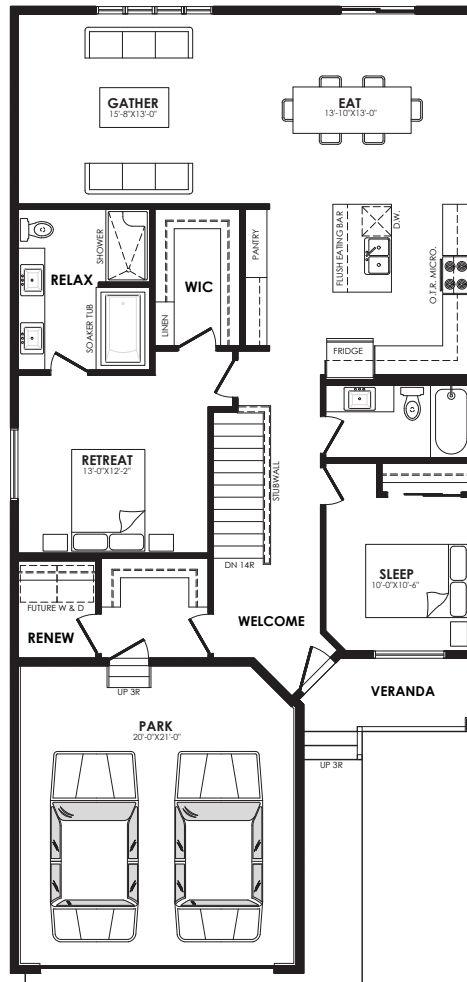 GATHER
15'-8"X13'-0"
EAT
13'-10"X13'-0"
SHOWER
RELAX
WIC
PANTRY
FLUSH EATING BAR
D.W.
O.T.R. MICRO.
SOAKER TUB
LINEN
FRIDGE
RETREAT
13'-0"X12'-2"
STUBWALL
DN 14R
SLEEP
10'-0"X10'-6"
FUTURE W & D
RENEW
WELCOME
VERANDA
UP 3R
PARK
20'-0"X21'-0"
UP 3R